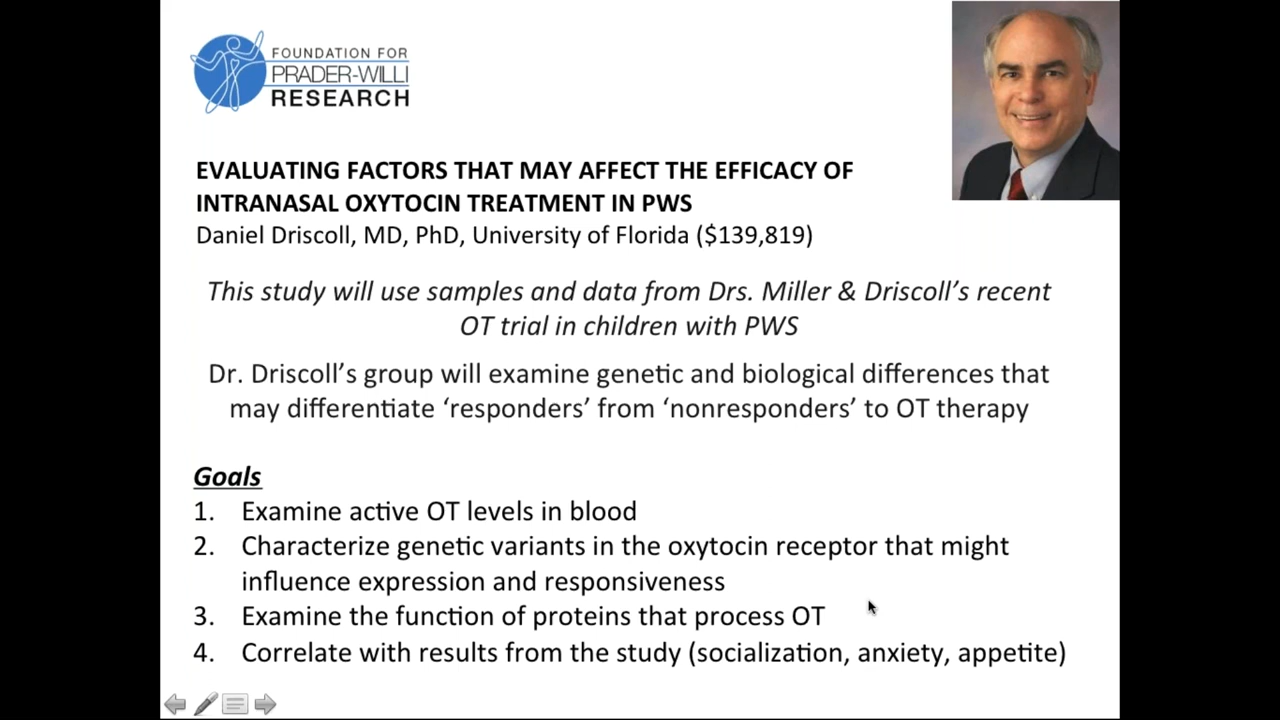 FOUNDATION FOR
PRADER-WILLI
RESEARCH
EVALUATING FACTORS THAT MAY AFFECT THE EFFICACY OF
INTRANASAL OXYTOCIN TREATMENT IN PWS
Daniel Driscoll, MD, PhD, University of Florida ($139,819)
This study will use samples and data from Drs. Miller & Driscoll’s recent
OT trial in children with PWS
Dr. Driscoll’s group will examine genetic and biological differences that
may differentiate ‘responders’ from ‘nonresponders’ to OT therapy
Goals
1. Examine active OT levels in blood
2. Characterize genetic variants in the oxytocin receptor that might
influence expression and responsiveness
3. Examine the function of proteins that process OT
4. Correlate with results from the study (socialization, anxiety, appetite)